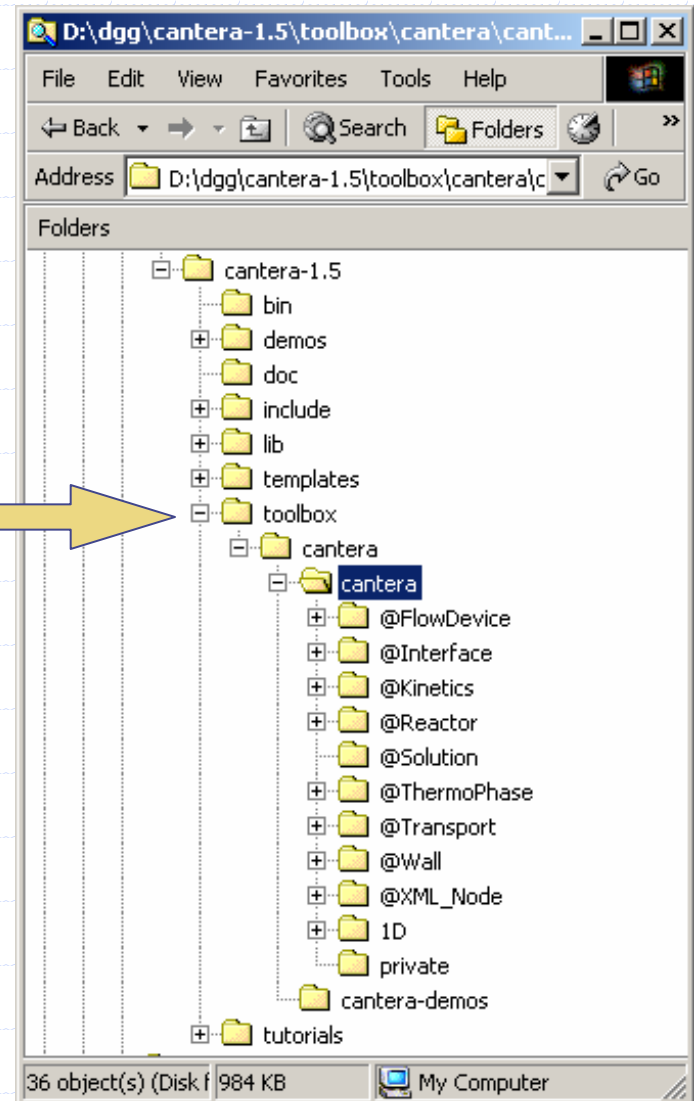 D:\dgg\cantera-1.5\toolbox\cantera\cant...
File Edit View Favorites Tools Help
Back Search Folders »
Address D:\dgg\cantera-1.5\toolbox\cantera\c Go
Folders
cantera-1.5
bin
demos
doc
include
lib
templates
toolbox
cantera
cantera
@FlowDevice
@Interface
@Kinetics
@Reactor
@Solution
@ThermoPhase
@Transport
@Wall
@XML_Node
1D
private
cantera-demos
tutorials
36 object(s) (Disk f 984 KB My Computer